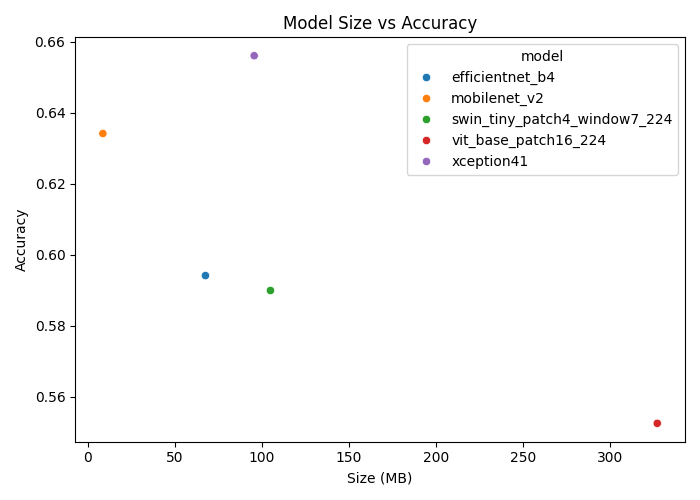 Model Size vs Accuracy
0.66
0.64
0.62
0.60
0.58
0.56
Accuracy
model
efficientnet_b4
mobilenet_v2
swin_tiny_patch4_window7_224
vit_base_patch16_224
xception41
0 50 100 150 200 250 300
Size (MB)